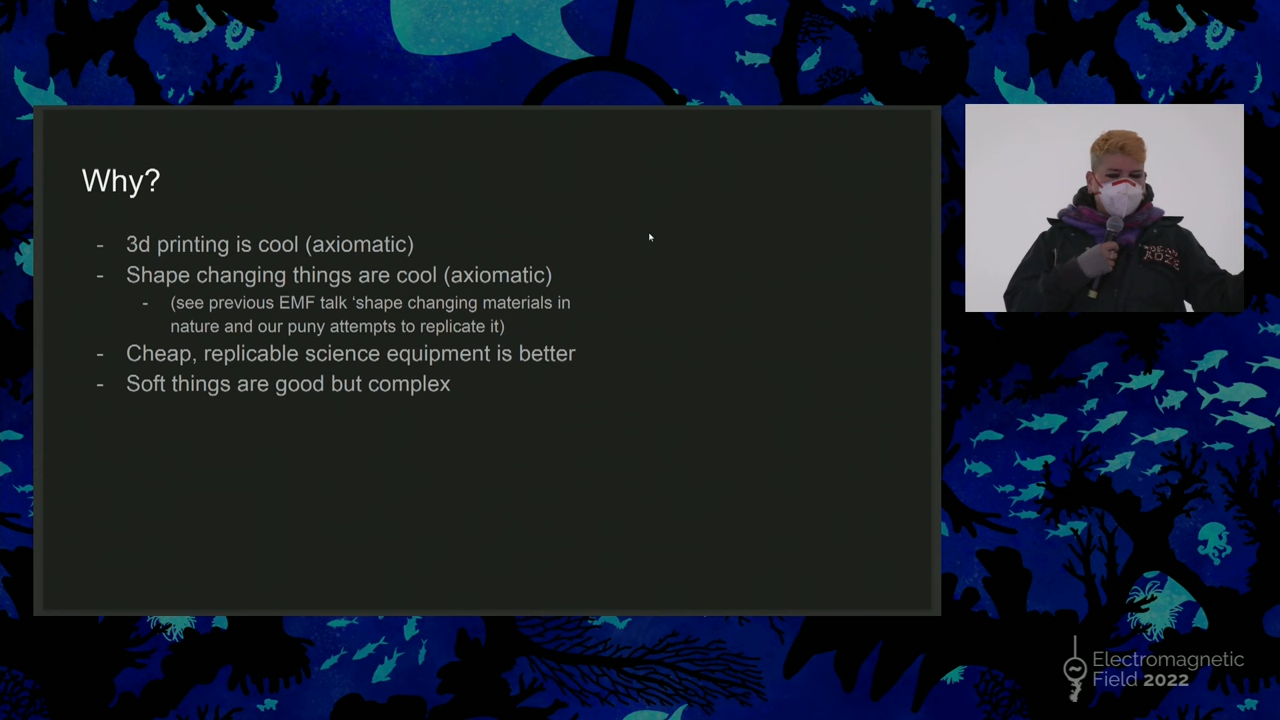 Why?
- 3d printing is cool (axiomatic)
- Shape changing things are cool (axiomatic)
- (see previous EMF talk ‘shape changing materials in
nature and our puny attempts to replicate it)
- Cheap, replicable science equipment is better
- Soft things are good but complex
Electromagnetic
Field 2022